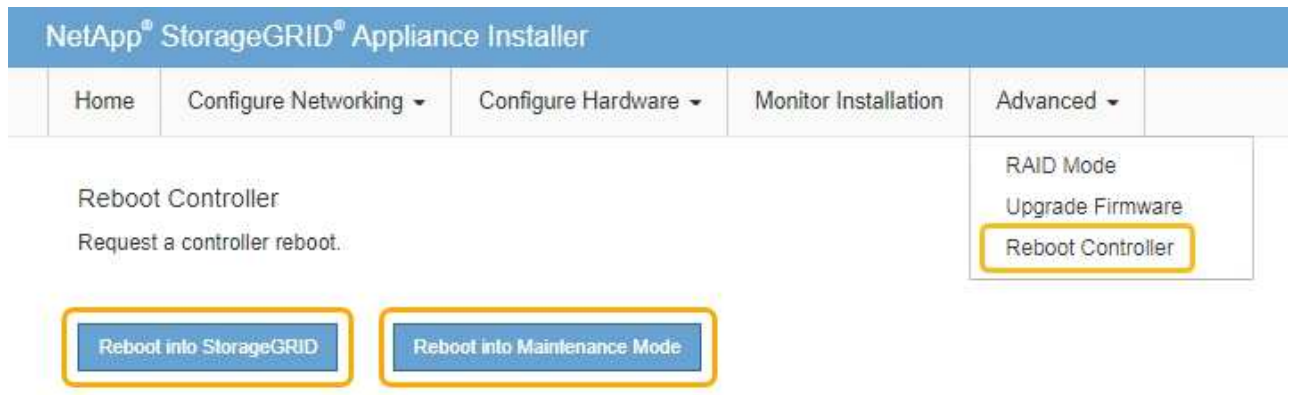 NetApp® StorageGRID® Appliance Installer
Home Configure Networking Configure Hardware Monitor Installation Advanced
RAID Mode
Upgrade Firmware
Reboot Controller
Reboot Controller
Request a controller reboot.
Reboot into StorageGRID Reboot into Maintenance Mode